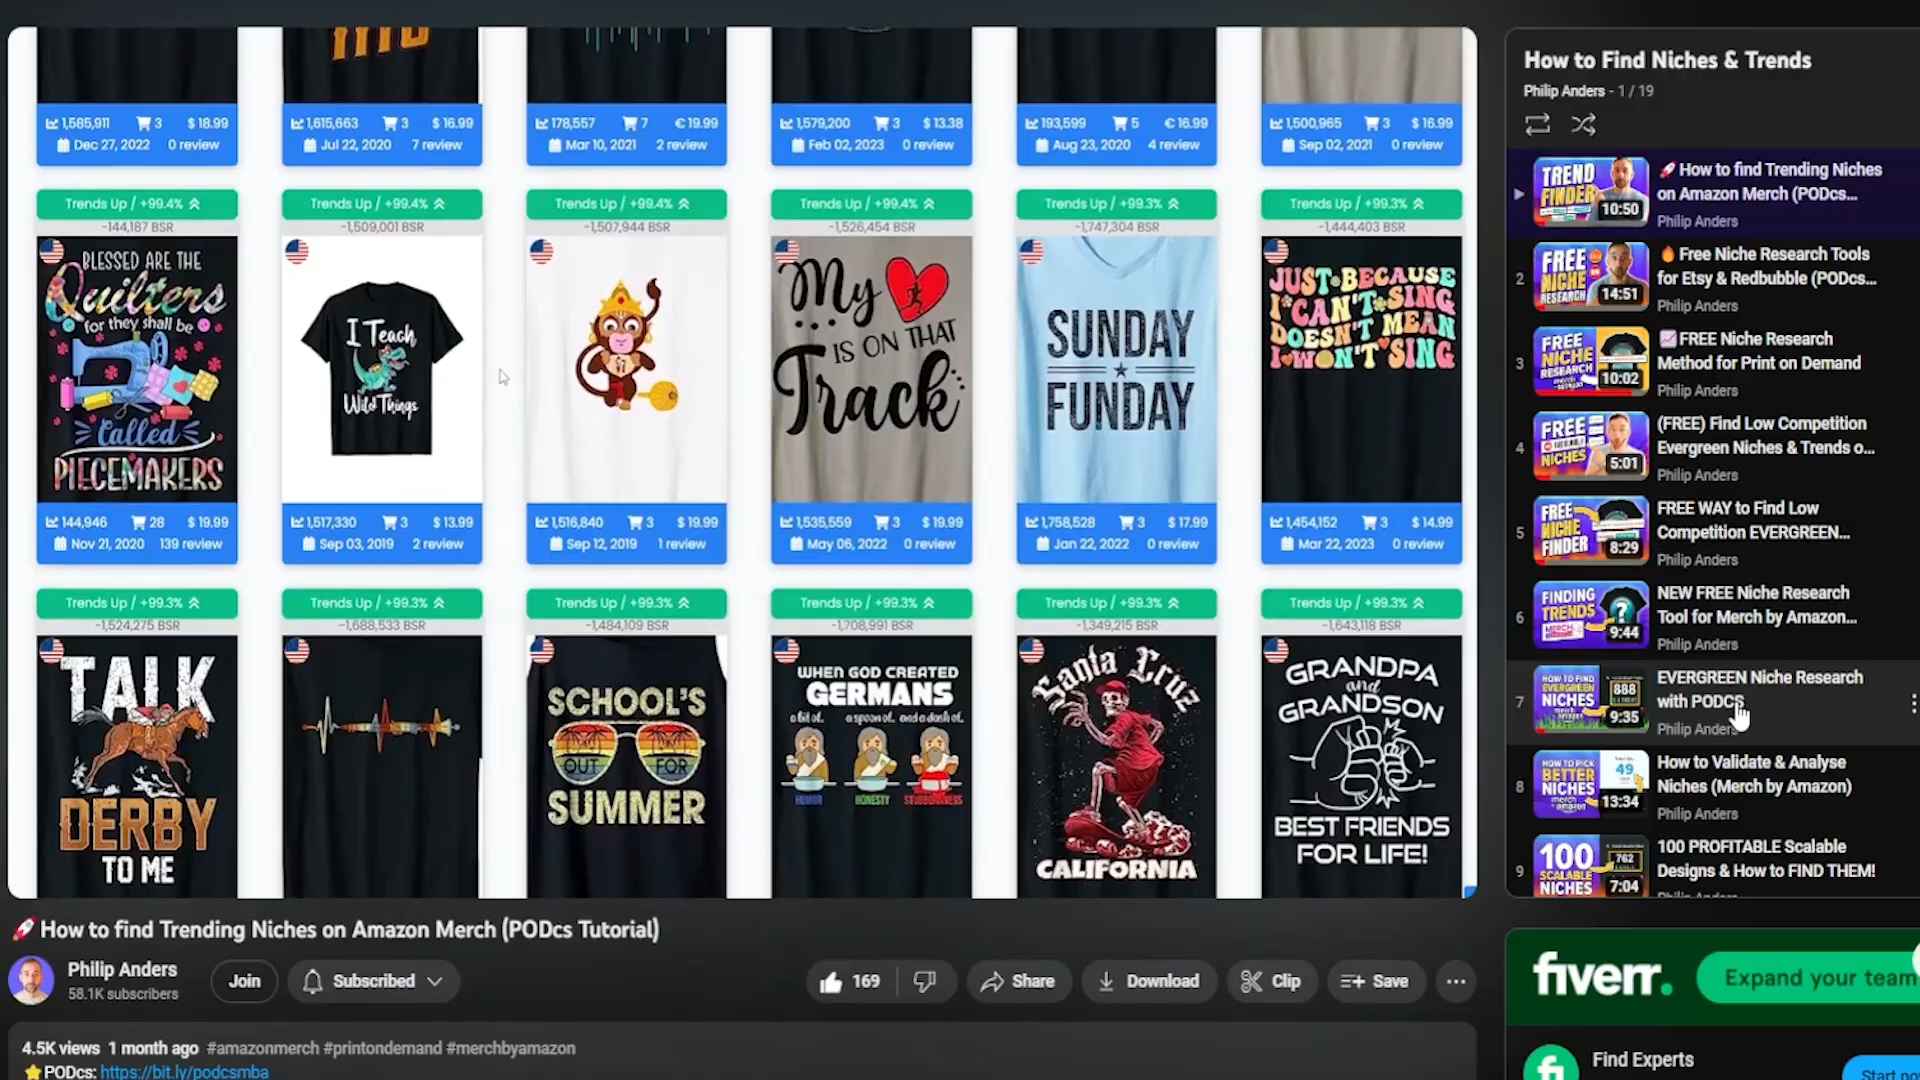 1,585,911 3 $18.99
Dec 27, 2022 0 review
1,615,663 3 $16.99
Jul 22, 2020 7 review
178,557 7 €19.99
Mar 10, 2021 2 review
1,579,200 3 $13.38
Feb 02, 2023 0 review
193,599 5 €16.99
Aug 23, 2020 4 review
1,500,965 3 $16.99
Sep 02, 2021 0 review
Trends Up / +99.4%
-144,187 BSR
BLESSED ARE THE
Quilters
for they shall be
Called
PIECEMAKERS
144,946 28 $19.99
Nov 21, 2020 139 review
Trends Up / +99.4%
-1,509,001 BSR
I Teach
Wild Things
1,517,330 3 $13.99
Sep 03, 2019 2 review
Trends Up / +99.4%
-1,507,944 BSR
1,516,840 3 $19.99
Sep 12, 2019 1 review
Trends Up / +99.4%
-1,526,454 BSR
My
IS ON THAT
Track
1,535,559 3 $19.99
May 06, 2022 0 review
Trends Up / +99.3%
-1,747,304 BSR
SUNDAY
FUNDAY
1,758,528 3 $17.99
Jan 22, 2022 0 review
Trends Up / +99.3%
-1,444,403 BSR
JUST BECAUSE
I CAN'T SING
DOESN'T MEAN
I WON'T SING
1,454,152 3 $14.99
Mar 22, 2023 0 review
Trends Up / +99.3%
-1,524,275 BSR
TALK
DERBY
TO ME
Trends Up / +99.3%
-1,688,533 BSR
Trends Up / +99.3%
-1,484,109 BSR
SCHOOL'S
OUT FOR
SUMMER
Trends Up / +99.3%
-1,708,991 BSR
WHEN GOD CREATED
GERMANS
a bit of. a spoon of. and a dash of.
HUMOR HONESTY STUBBORNNESS
Trends Up / +99.3%
-1,349,215 BSR
Santa Cruz
CALIFORNIA
Trends Up / +99.3%
-1,643,118 BSR
GRANDPA
and
GRANDSON
BEST FRIENDS
FOR LIFE!
🚀How to find Trending Niches on Amazon Merch (PODcs Tutorial)
Philip Anders
58.1K subscribers
Join
Subscribed
169
Share
Download
Clip
Save
4.5K views 1 month ago #amazonmerch #printondemand #merchbyamazon
⭐PODcs: https://bit.ly/podcsmba
How to Find Niches & Trends
Philip Anders - 1 / 19
TREND
FINDER
10:50
🚀How to find Trending Niches
on Amazon Merch (PODcs...
Philip Anders
2
FREE
NICHE
RESEARCH
14:51
🔥Free Niche Research Tools
for Etsy & Redbubble (PODcs...
Philip Anders
3
FREE
NICHE
RESEARCH
10:02
📈FREE Niche Research
Method for Print on Demand
Philip Anders
4
FREE
NICHES
5:01
(FREE) Find Low Competition
Evergreen Niches & Trends o...
Philip Anders
5
FREE
NICHE
FINDER
8:29
FREE WAY to Find Low
Competition EVERGREEN...
Philip Anders
6
FINDING
TRENDS
MERCH
9:44
NEW FREE Niche Research
Tool for Merch by Amazon...
Philip Anders
7
HOW TO FIND
EVERGREEN
NICHES
888
9:35
EVERGREEN Niche Research
with PODCS
Philip Anders
8
HOW TO PICK
BETTER
NICHES
49
13:34
How to Validate & Analyse
Niches (Merch by Amazon)
Philip Anders
9
100
SCALABLE
NICHES
762
7:04
100 PROFITABLE Scalable
Designs & How to FIND THEM!
fiverr.
Expand your team
Find Experts